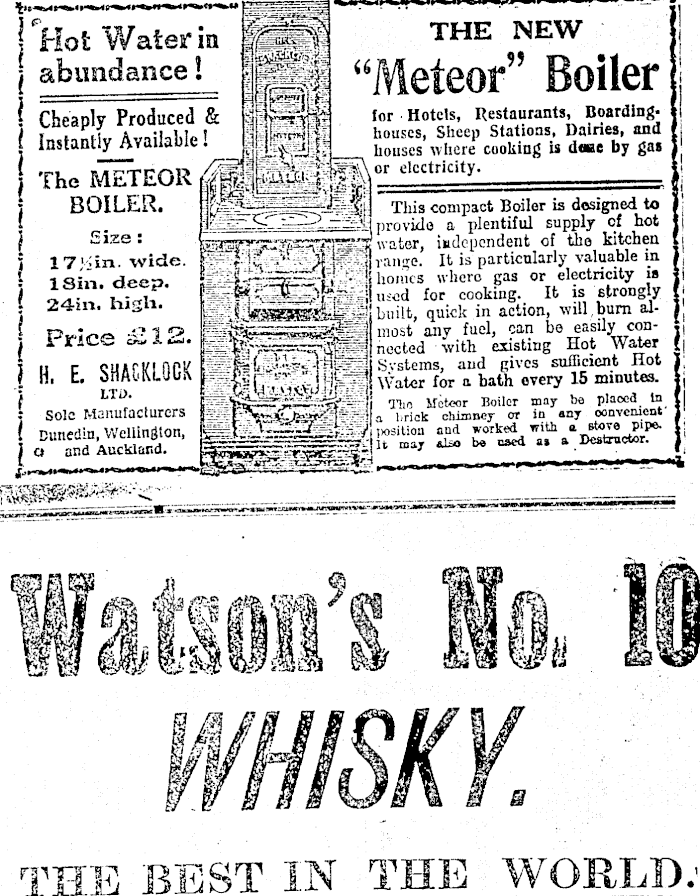 Hot Water in
abundance!
Cheaply Produced &
Instantly Available!
The METEOR
BOILER.
Size:
17½in. wide.
18in. deep.
24in. high.
Price £12.
H. E. SHACKLOCK
LTD.
Sole Manufacturers
Dunedin, Wellington,
and Auckland.
THE NEW
"Meteor" Boiler
for Hotels, Restaurants, Boarding-
houses, Sheep Stations, Dairies, and
houses where cooking is done by gas
or electricity.
This compact Boiler is designed to
provide a plentiful supply of hot
water, independent of the kitchen
range. It is particularly valuable in
homes where gas or electricity is
used for cooking. It is strongly
built, quick in action, will burn al-
most any fuel, can be easily con-
nected with existing Hot Water
Systems, and gives sufficient Hot
Water for a bath every 15 minutes.
The Meteor Boiler may be placed in
a brick chimney or in any convenient
position and worked with a stove pipe.
It may also be used as a Destructor.
Watson's No. 10
WHISKY.
THE BEST IN THE WORLD.